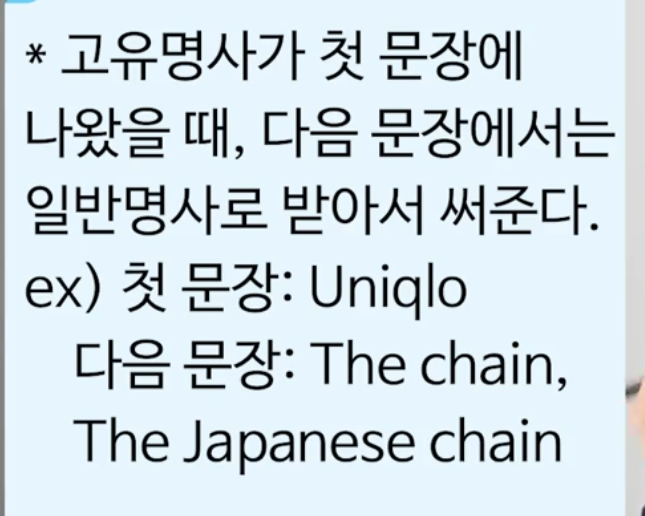 * 고유명사가 첫 문장에
나왔을 때, 다음 문장에서는
일반명사로 받아서 써준다.
ex) 첫 문장: Uniqlo
다음 문장: The chain,
The Japanese chain